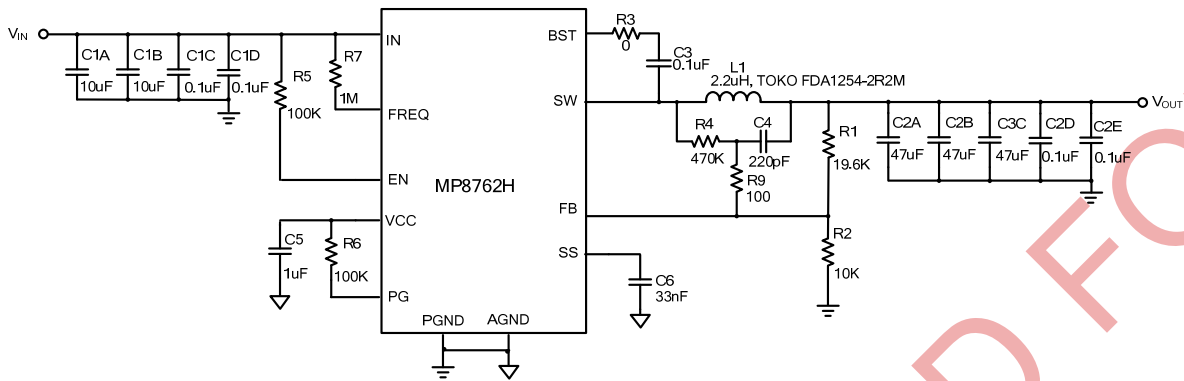 VIN
C1A
10uF
C1B
10uF
C1C
0.1uF
C1D
0.1uF
R5
100K
R7
1M
IN
FREQ
EN
VCC
PG
PGND
AGND
BST
SW
FB
SS
MP8762H
C5
1uF
R6
100K
R3
0
C3
0.1uF
L1
2.2uH, TOKO FDA1254-2R2M
R4
470K
C4
220pF
R9
100
R1
19.6K
R2
10K
C6
33nF
C2A
47uF
C2B
47uF
C3C
47uF
C2D
0.1uF
C2E
0.1uF
VOUT
D FO